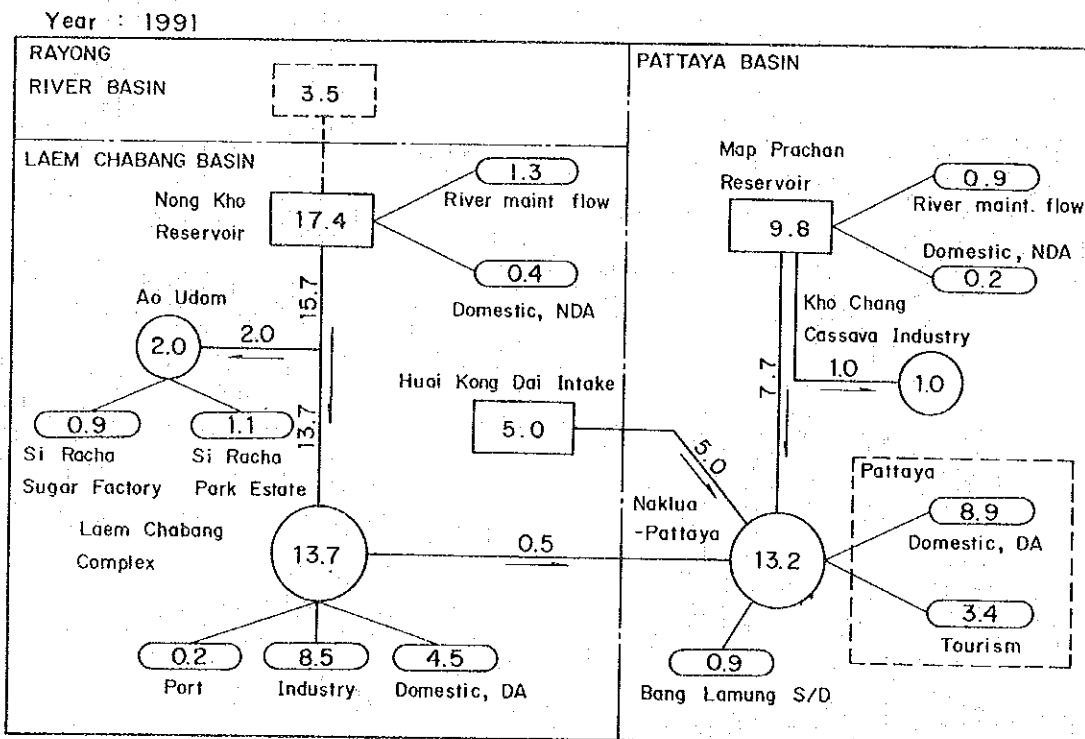 Year : 1991
RAYONG
RIVER BASIN
3.5
PATTAYA BASIN
LAEM CHABANG BASIN
Nong Kho
Reservoir
17.4
1.3
River maint flow
0.4
Domestic, NDA
15.7
Ao Udom
2.0
2.0
0.9
Si Racha
Sugar Factory
1.1
Si Racha
Park Estate
13.7
Laem Chabang
Complex
13.7
0.2
Port
8.5
Industry
4.5
Domestic, DA
0.5
Huai Kong Dai Intake
5.0
5.0
Map Prachan
Reservoir
9.8
0.9
River maint. flow
Domestic, NDA
0.2
Kho Chang
Cassava Industry
1.0
1.0
7.7
Naklua
-Pattaya
13.2
Pattaya
8.9
Domestic, DA
3.4
Tourism
0.9
Bang Lamung S/D